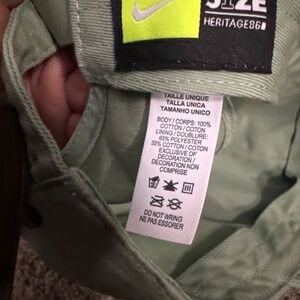 HERITAGE86
TAILLE UNIQUE
TALLA UNICA
TAMANHO UNICO
BODY/CORPS: 100%
COTTON/COTON
LINING/DOUBLURE:
65% POLYESTER
35% COTTON/COTON
EXCLUSIVE OF
DECORATION/
DECORATION NON
COMPRISE
DO NOT WRING
NE PAS ESSORER